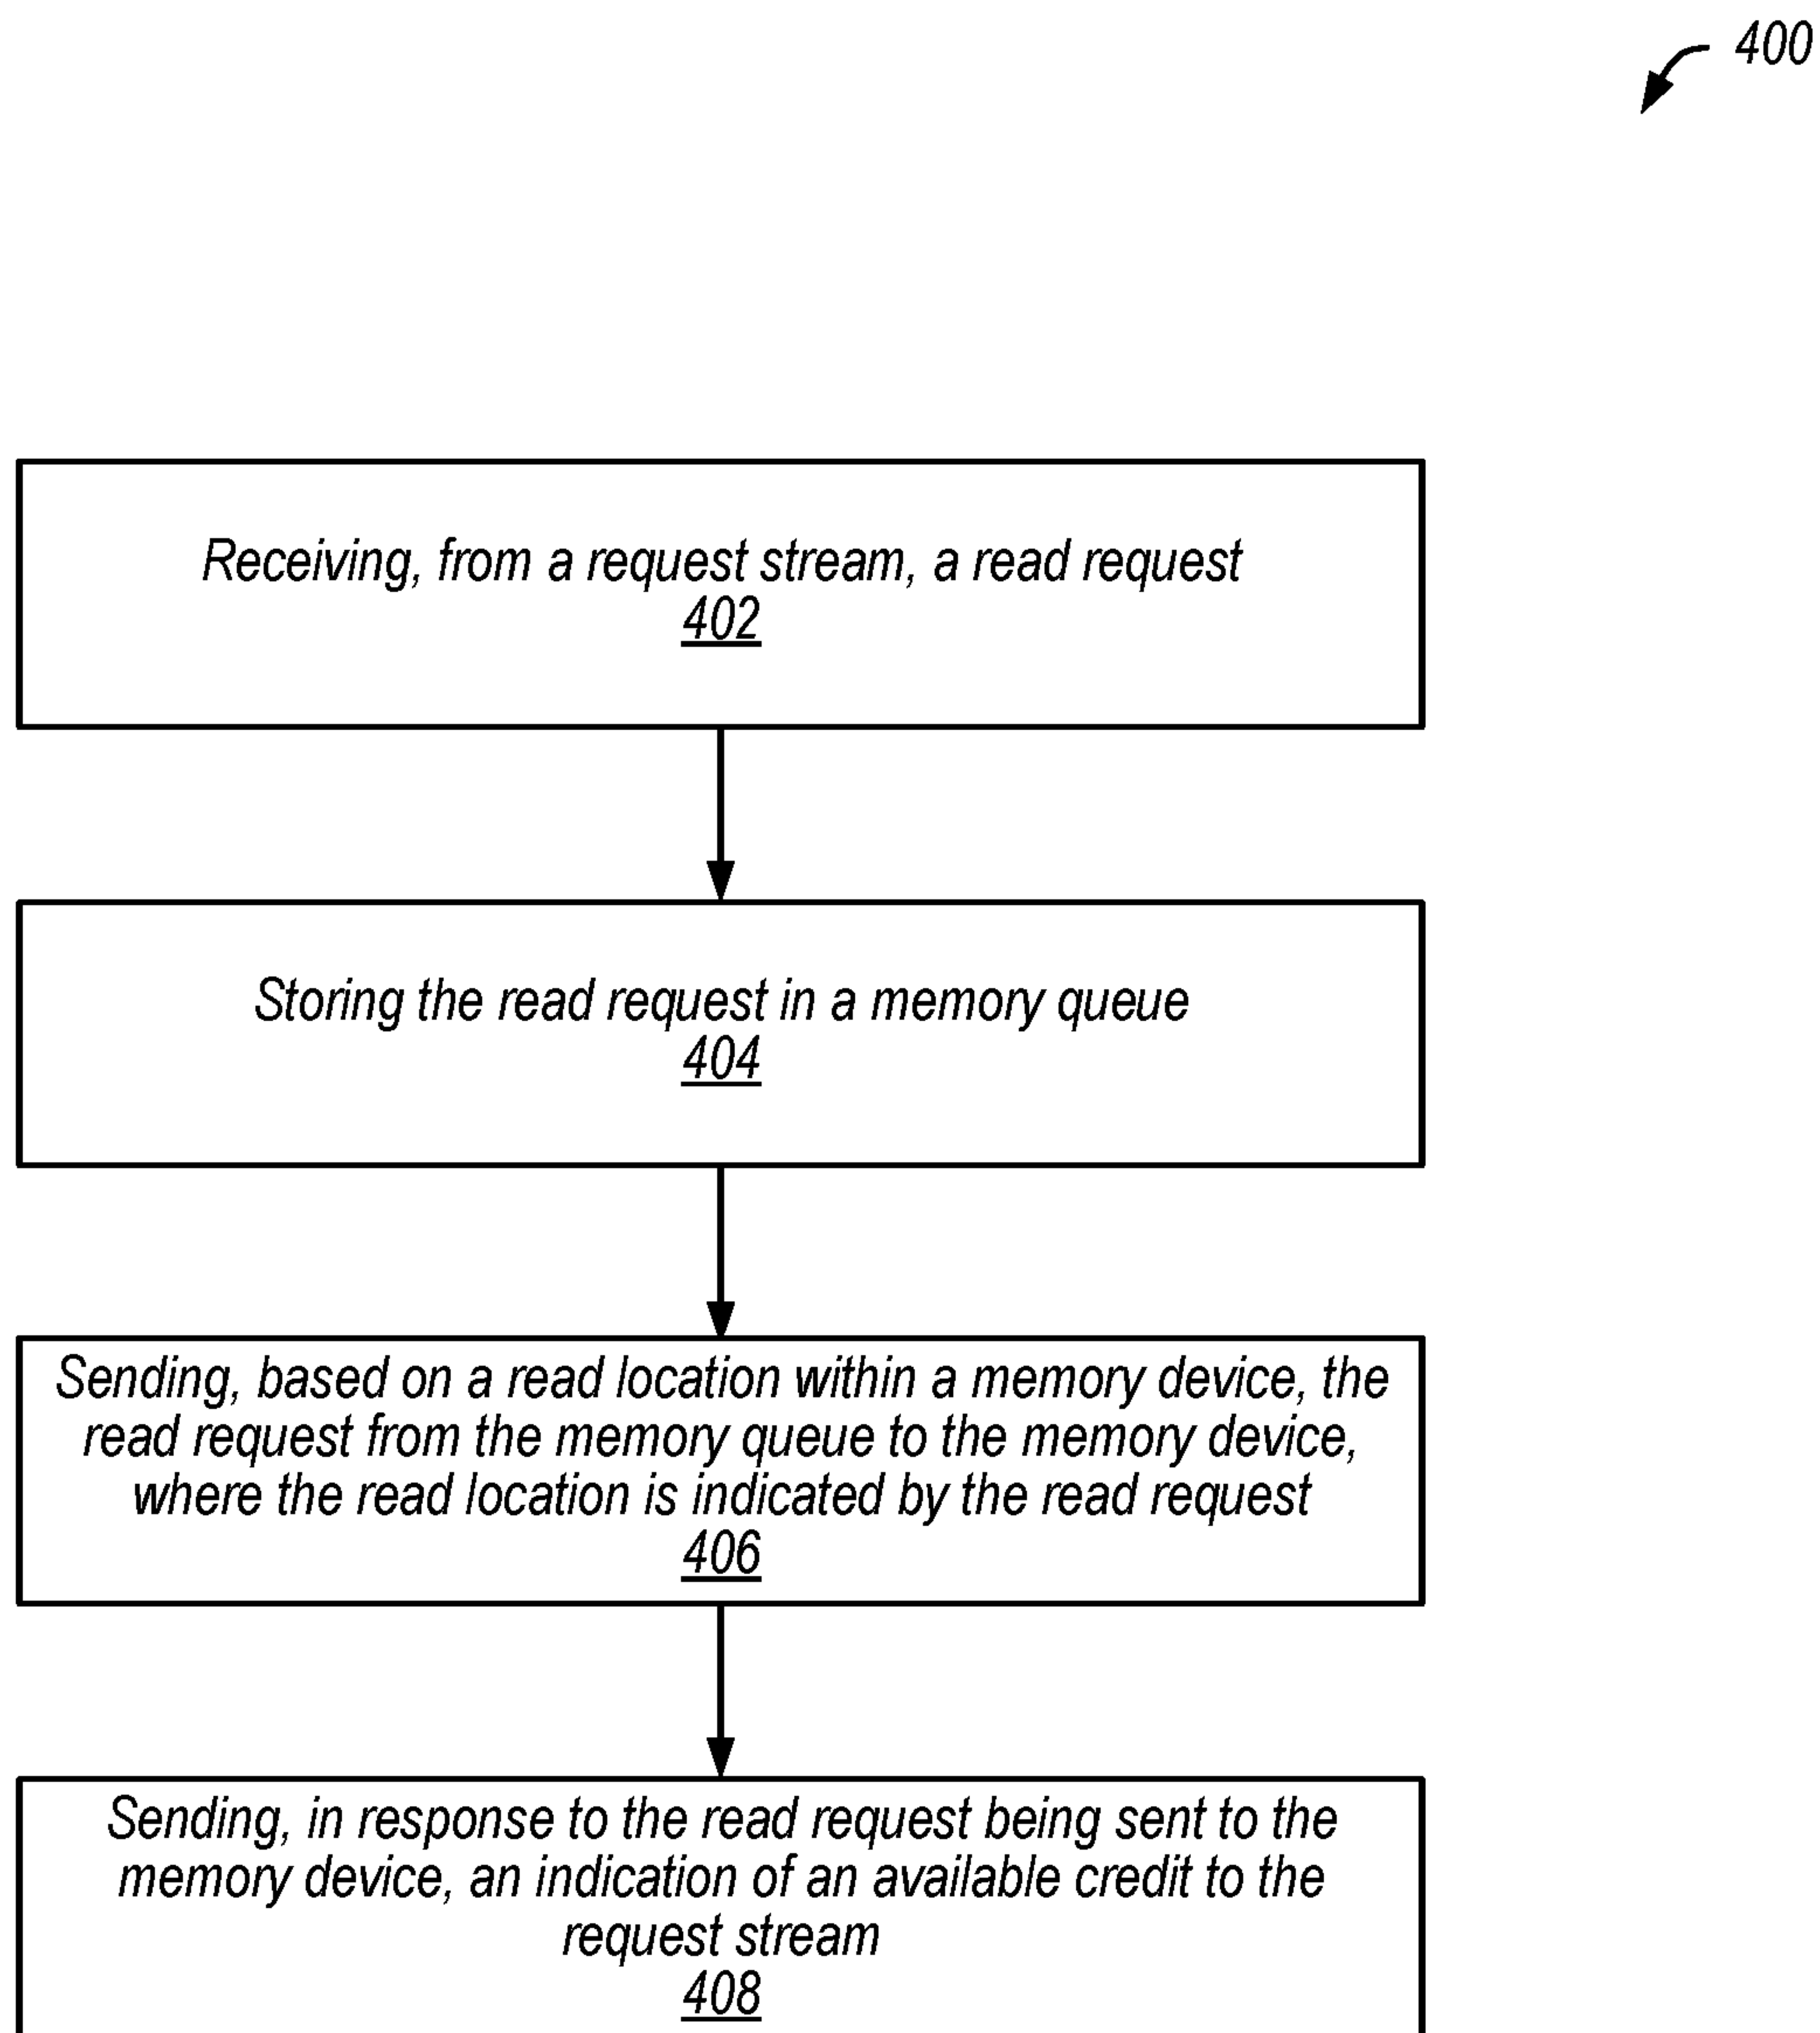 400
Receiving, from a request stream, a read request
402
Storing the read request in a memory queue
404
Sending, based on a read location within a memory device, the
read request from the memory queue to the memory device,
where the read location is indicated by the read request
406
Sending, in response to the read request being sent to the
memory device, an indication of an available credit to the
request stream
408